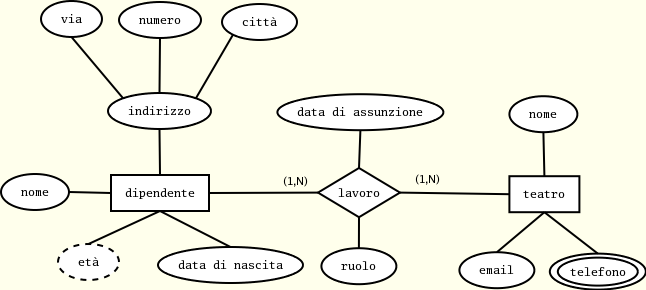 via
numero
città
indirizzo
data di assunzione
nome
(1,N)
(1,N)
nome
dipendente
lavoro
teatro
età
data di nascita
ruolo
email
telefono